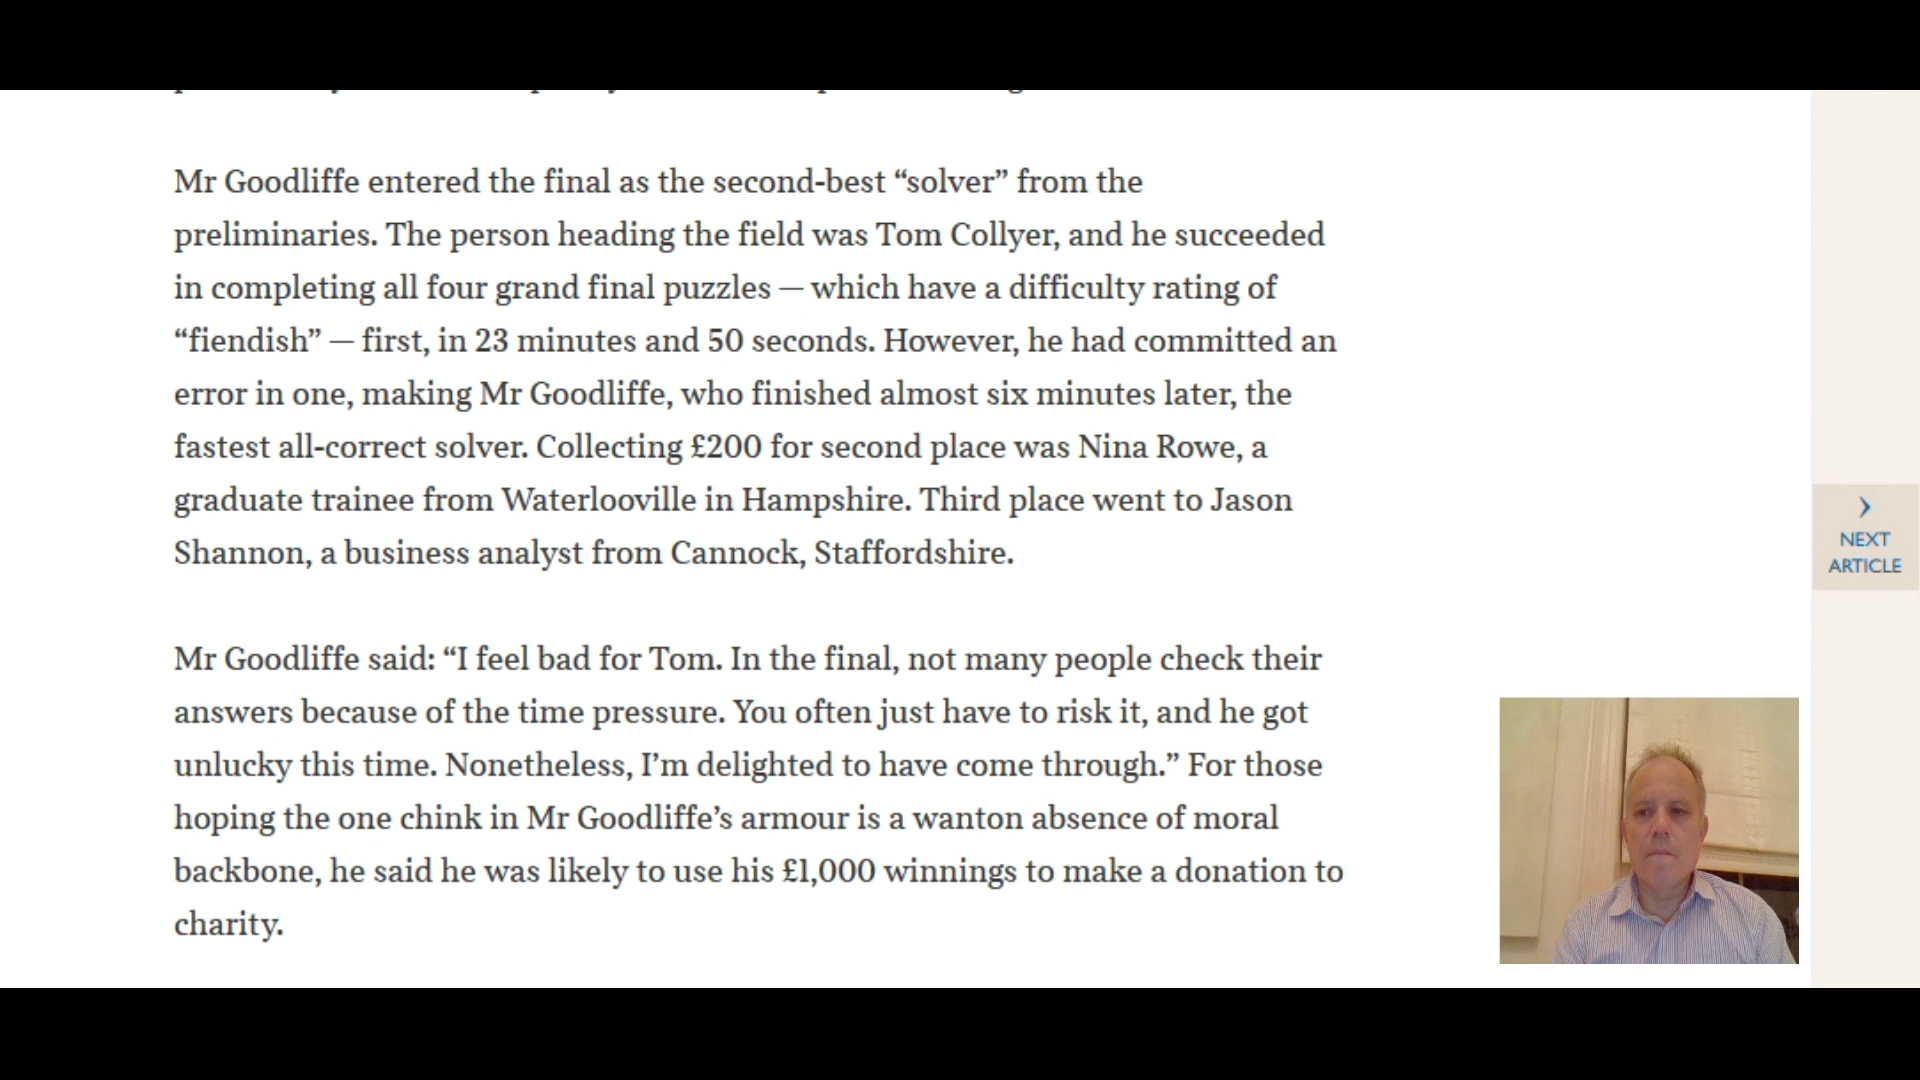 Mr Goodliffe entered the final as the second-best “solver” from the
preliminaries. The person heading the field was Tom Collyer, and he succeeded
in completing all four grand final puzzles — which have a difficulty rating of
“fiendish” — first, in 23 minutes and 50 seconds. However, he had committed an
error in one, making Mr Goodliffe, who finished almost six minutes later, the
fastest all-correct solver. Collecting £200 for second place was Nina Rowe, a
graduate trainee from Waterlooville in Hampshire. Third place went to Jason
Shannon, a business analyst from Cannock, Staffordshire.
Mr Goodliffe said: “I feel bad for Tom. In the final, not many people check their
answers because of the time pressure. You often just have to risk it, and he got
unlucky this time. Nonetheless, I’m delighted to have come through.” For those
hoping the one chink in Mr Goodliffe’s armour is a wanton absence of moral
backbone, he said he was likely to use his £1,000 winnings to make a donation to
charity.
NEXT
ARTICLE